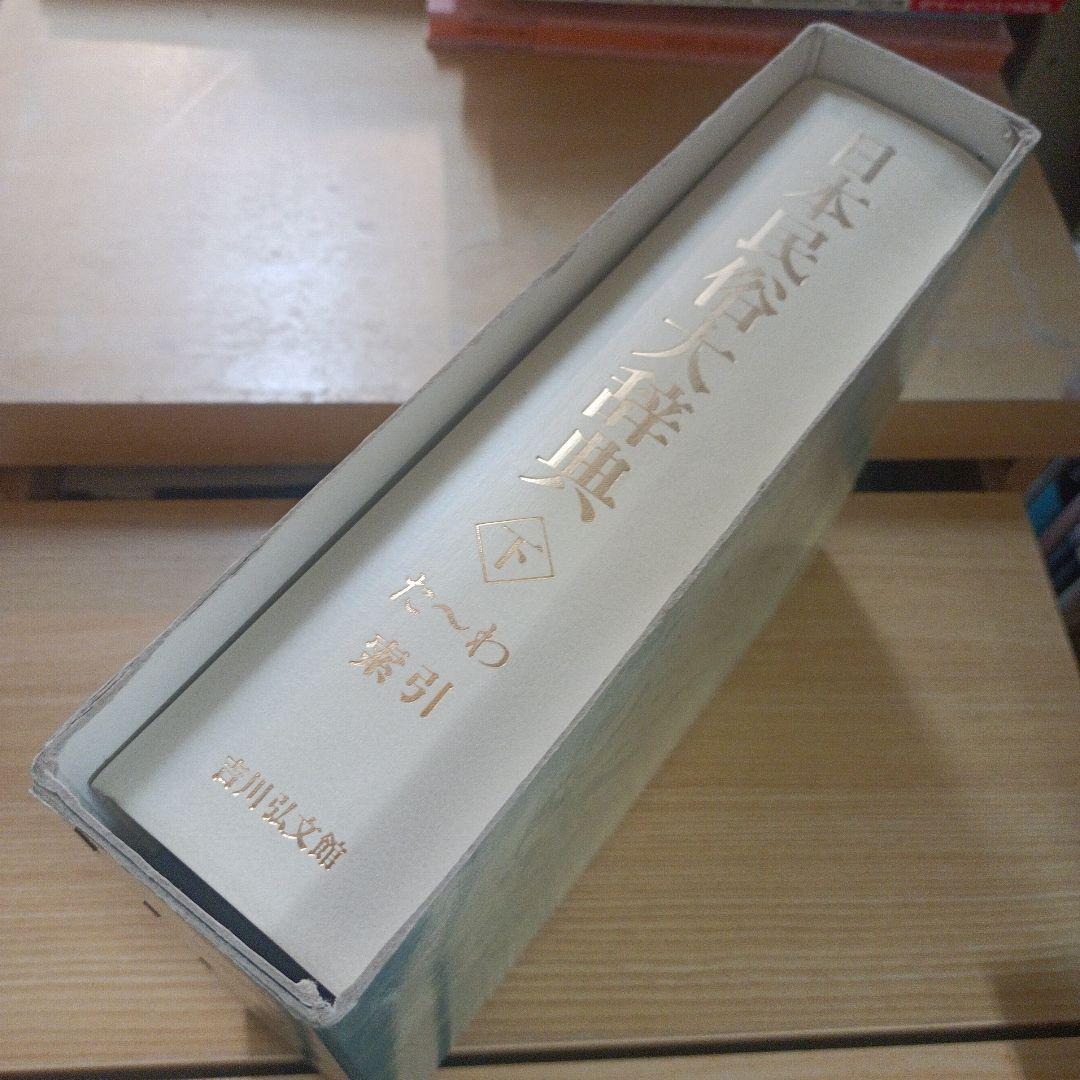 日本民俗大辞典
下
た〜わ
索引
吉川弘文館